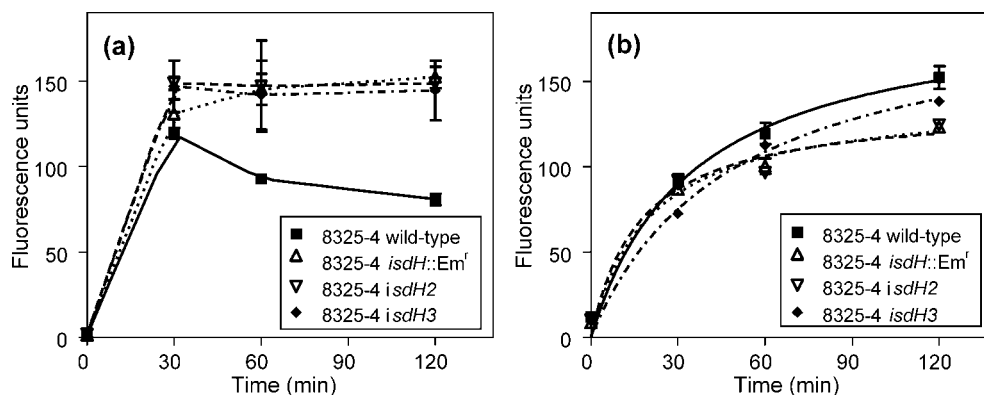 (a)
Fluorescence units
150
100
50
0
0 30 60 90 120
Time (min)
8325-4 wild-type
8325-4 isdH::Emʳ
8325-4 isdH2
8325-4 isdH3
(b)
Fluorescence units
150
100
50
0
0 30 60 90 120
Time (min)
8325-4 wild-type
8325-4 isdH::Emʳ
8325-4 isdH2
8325-4 isdH3